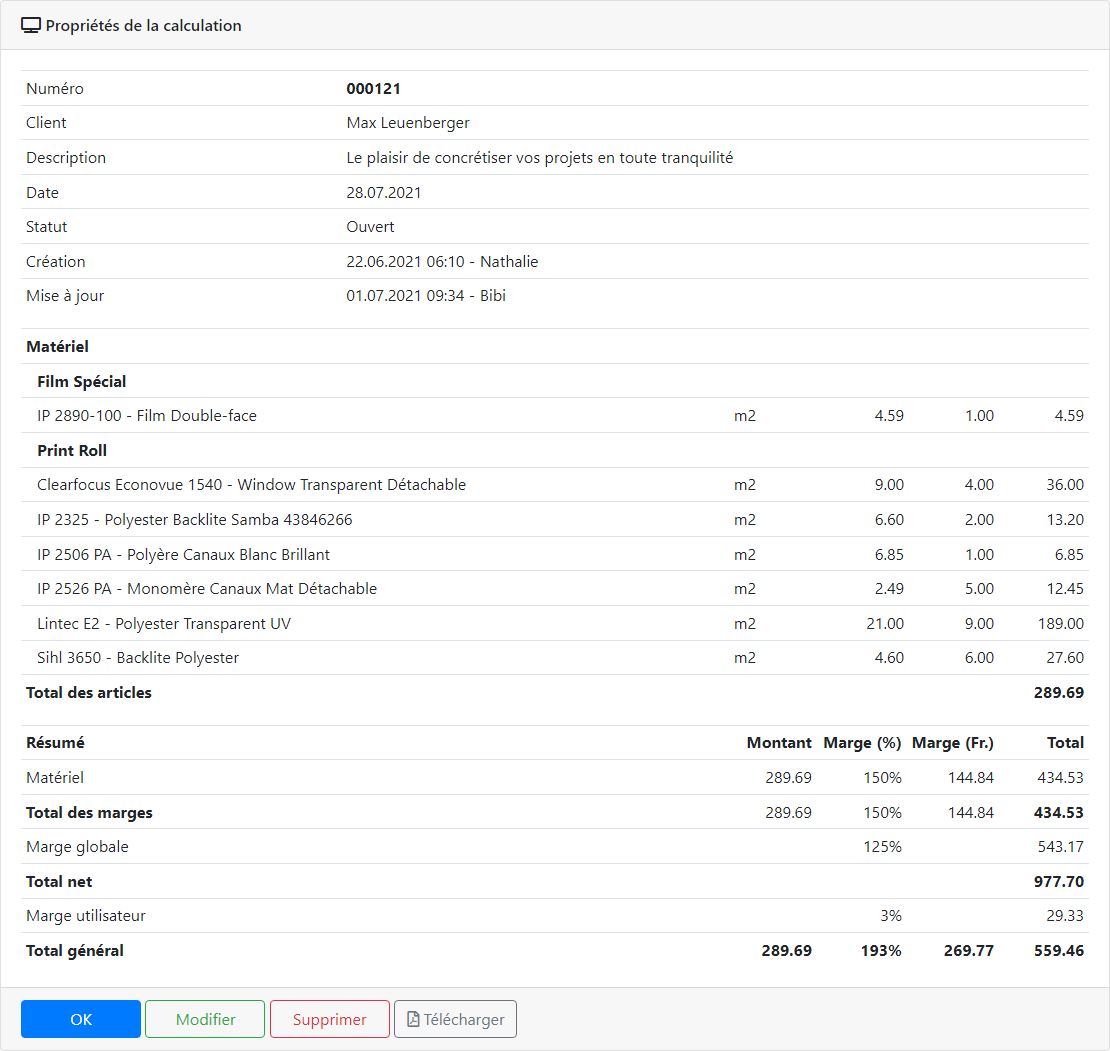 Propriétés de la calculation
Numéro 000121
Client Max Leuenberger
Description Le plaisir de concrétiser vos projets en toute tranquilité
Date 28.07.2021
Statut Ouvert
Création 22.06.2021 06:10 - Nathalie
Mise à jour 01.07.2021 09:34 - Bibi
Matériel
Film Spécial
IP 2890-100 - Film Double-face m2 4.59 1.00 4.59
Print Roll
Clearfocus Econovue 1540 - Window Transparent Détachable m2 9.00 4.00 36.00
IP 2325 - Polyester Backlite Samba 43846266 m2 6.60 2.00 13.20
IP 2506 PA - Polyère Canaux Blanc Brillant m2 6.85 1.00 6.85
IP 2526 PA - Monomère Canaux Mat Détachable m2 2.49 5.00 12.45
Lintec E2 - Polyester Transparent UV m2 21.00 9.00 189.00
Sihl 3650 - Backlite Polyester m2 4.60 6.00 27.60
Total des articles 289.69
Résumé Montant Marge (%) Marge (Fr.) Total
Matériel 289.69 150% 144.84 434.53
Total des marges 289.69 150% 144.84 434.53
Marge globale 125% 543.17
Total net 977.70
Marge utilisateur 3% 29.33
Total général 289.69 193% 269.77 559.46
OK Modifier Supprimer Télécharger